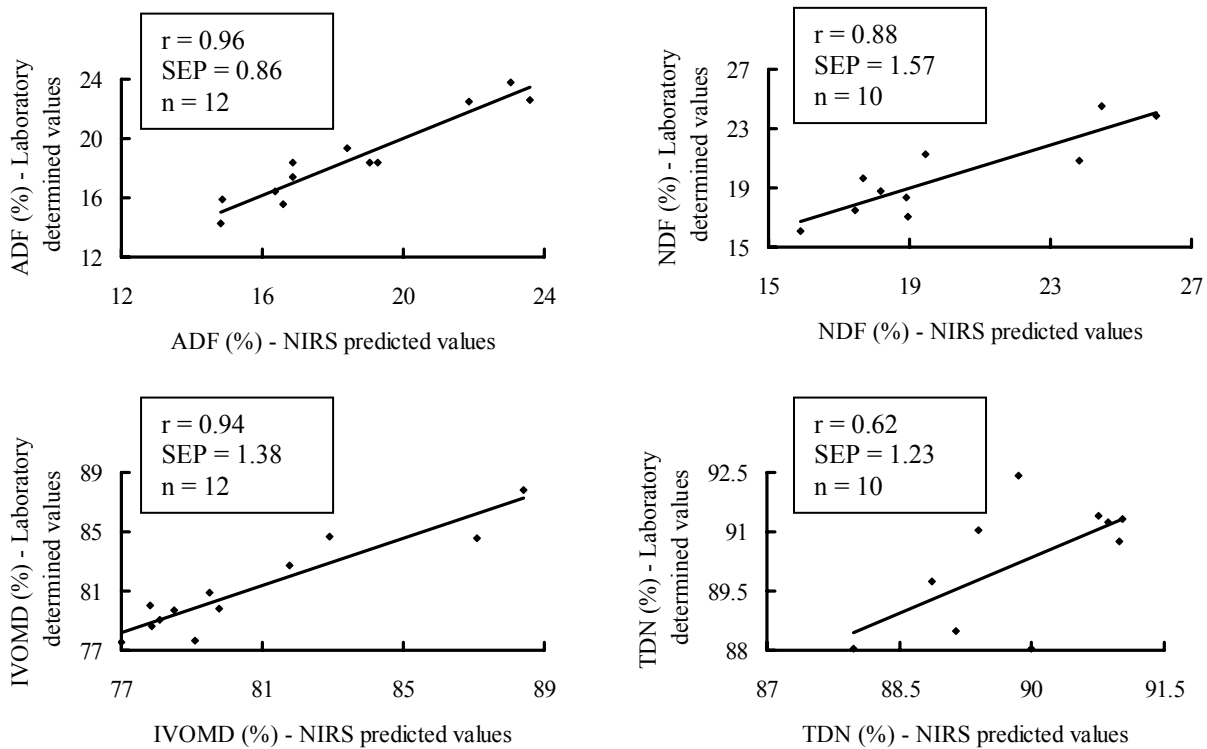 r = 0.96
SEP = 0.86
n = 12
ADF (%) - Laboratory
determined values
24
20
16
12
12
16
20
24
ADF (%) - NIRS predicted values
r = 0.88
SEP = 1.57
n = 10
NDF (%) - Laboratory
determined values
27
23
19
15
15
19
23
27
NDF (%) - NIRS predicted values
r = 0.94
SEP = 1.38
n = 12
IVOMD (%) - Laboratory
determined values
89
85
81
77
77
81
85
89
IVOMD (%) - NIRS predicted values
r = 0.62
SEP = 1.23
n = 10
TDN (%) - Laboratory
determined values
92.5
91
89.5
88
87
88.5
90
91.5
TDN (%) - NIRS predicted values